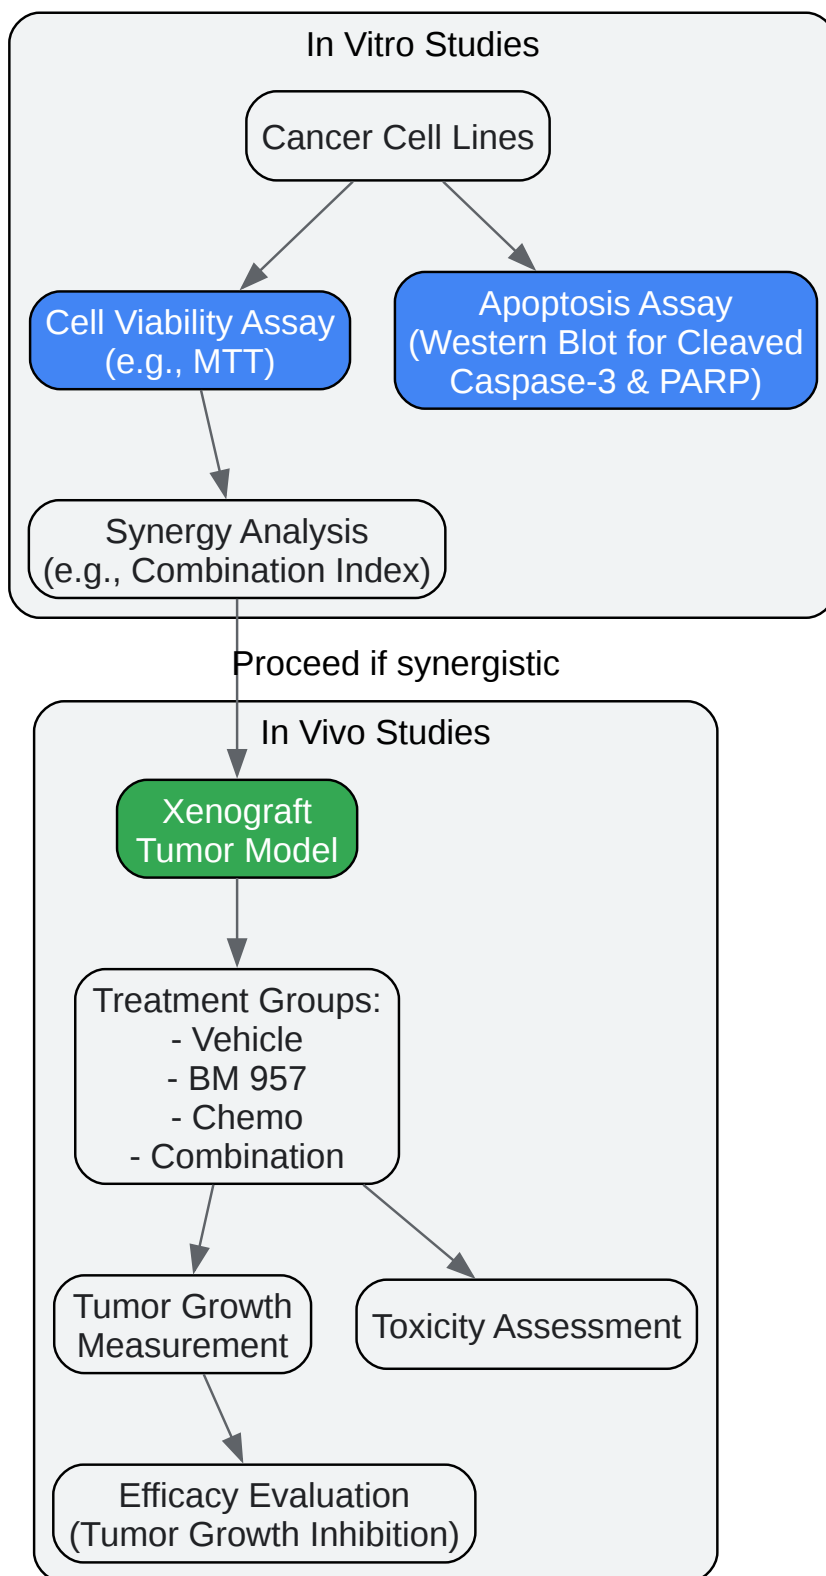 In Vitro Studies
Cancer Cell Lines
Cell Viability Assay
(e.g., MTT)
Apoptosis Assay
(Western Blot for Cleaved
Caspase-3 & PARP)
Synergy Analysis
(e.g., Combination Index)
Proceed if synergistic
In Vivo Studies
Xenograft
Tumor Model
Treatment Groups:
- Vehicle
- BM 957
- Chemo
- Combination
Tumor Growth
Measurement
Toxicity Assessment
Efficacy Evaluation
(Tumor Growth Inhibition)